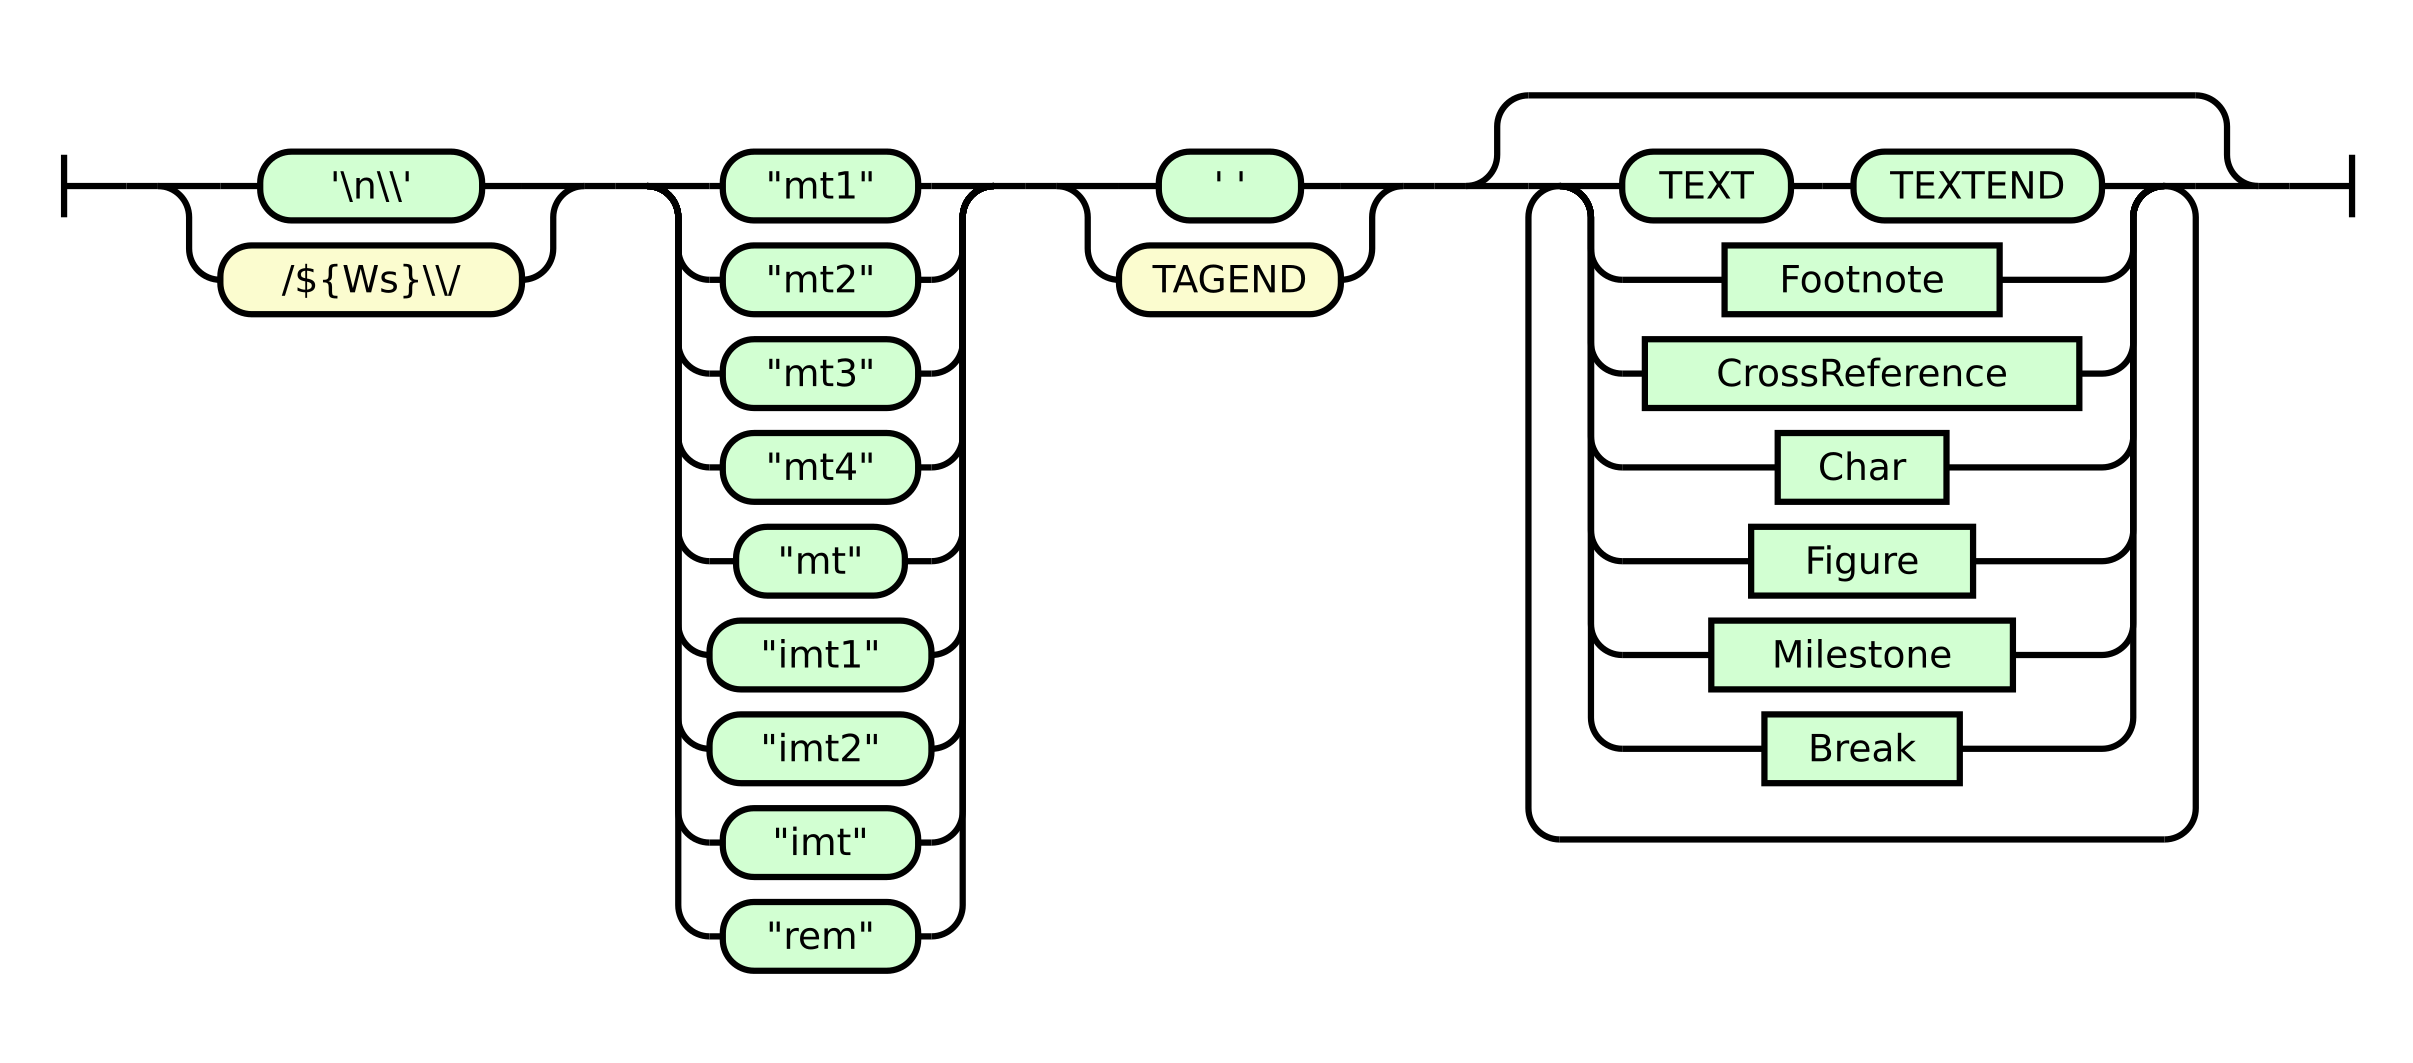 '\n\\'
/${Ws}\\/
"mt1"
"mt2"
"mt3"
"mt4"
"mt"
"imt1"
"imt2"
"imt"
"rem"
' '
TAGEND
TEXT TEXTEND
Footnote
CrossReference
Char
Figure
Milestone
Break